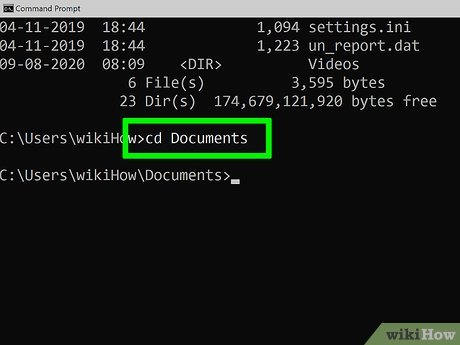 Command Prompt
04-11-2019 18:44 1,094 settings.ini
04-11-2019 18:44 1,223 un_report.dat
09-08-2020 08:09 <DIR> Videos
6 File(s) 3,595 bytes
23 Dir(s) 174,679,121,920 bytes free
C:\Users\wikiHow>cd Documents
C:\Users\wikiHow\Documents>_
wikiHow